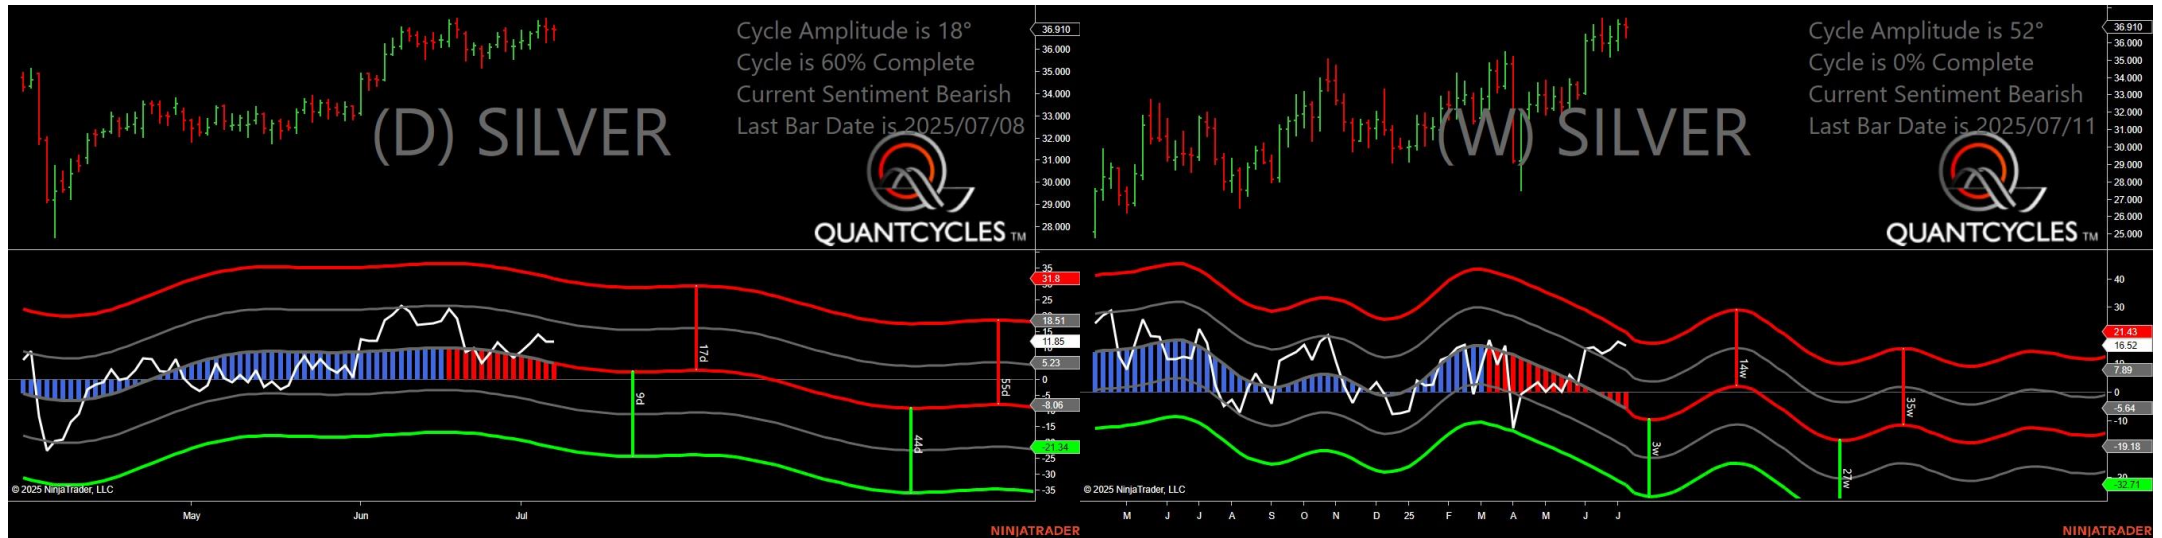 Cycle Amplitude is 18°
Cycle is 60% Complete
Current Sentiment Bearish
Last Bar Date is 2025/07/08
(D) SILVER
QUANTCYCLES TM
36.910
36.000
35.000
34.000
33.000
32.000
31.000
30.000
29.000
28.000
35
31.8
25
18.51
15
11.85
5.23
0
-5
-8.06
-15
-21.34
-25
-30
-35
17d
9d
55d
44d
© 2025 NinjaTrader, LLC
May
Jun
Jul
NINJATRADER
Cycle Amplitude is 52°
Cycle is 0% Complete
Current Sentiment Bearish
Last Bar Date is 2025/07/11
(W) SILVER
QUANTCYCLES TM
36.910
36.000
35.000
34.000
33.000
32.000
31.000
30.000
29.000
28.000
27.000
26.000
25.000
40
30
21.43
16.52
7.89
0
-5.64
-10
-19.18
-32.71
14w
35w
3w
27w
© 2025 NinjaTrader, LLC
M
J
J
A
S
O
N
D
25
F
M
A
M
J
J
NINJATRADER